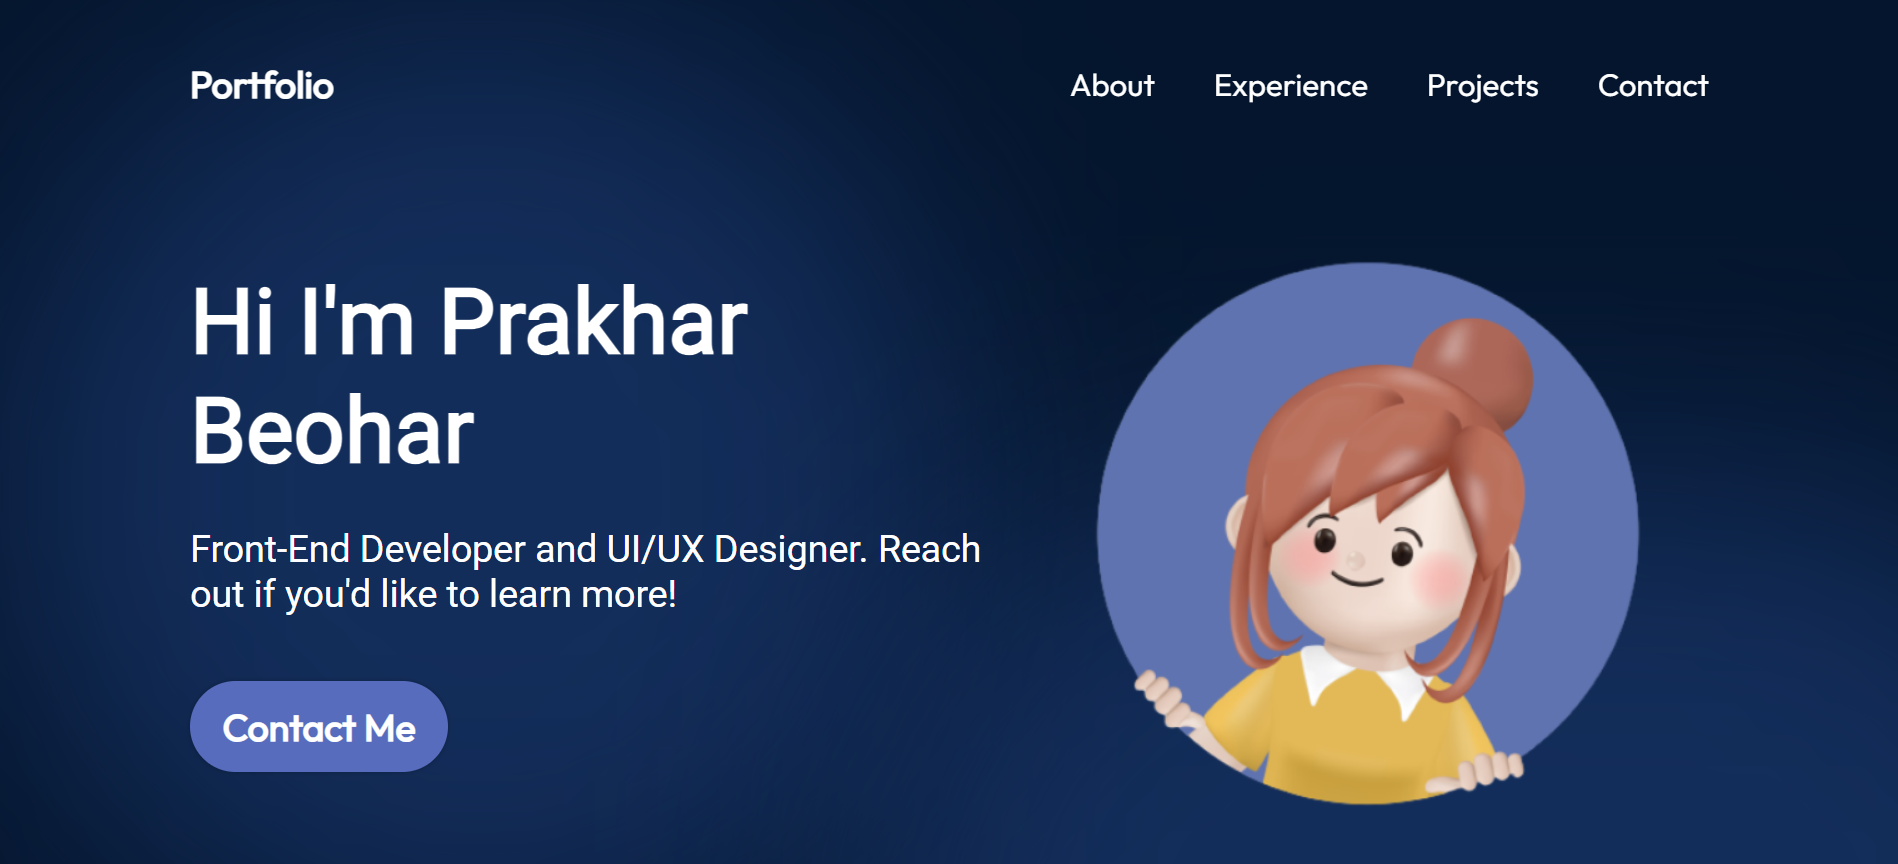 Portfolio
About Experience Projects Contact
Hi I'm Prakhar
Beohar
Front-End Developer and UI/UX Designer. Reach
out if you'd like to learn more!
Contact Me